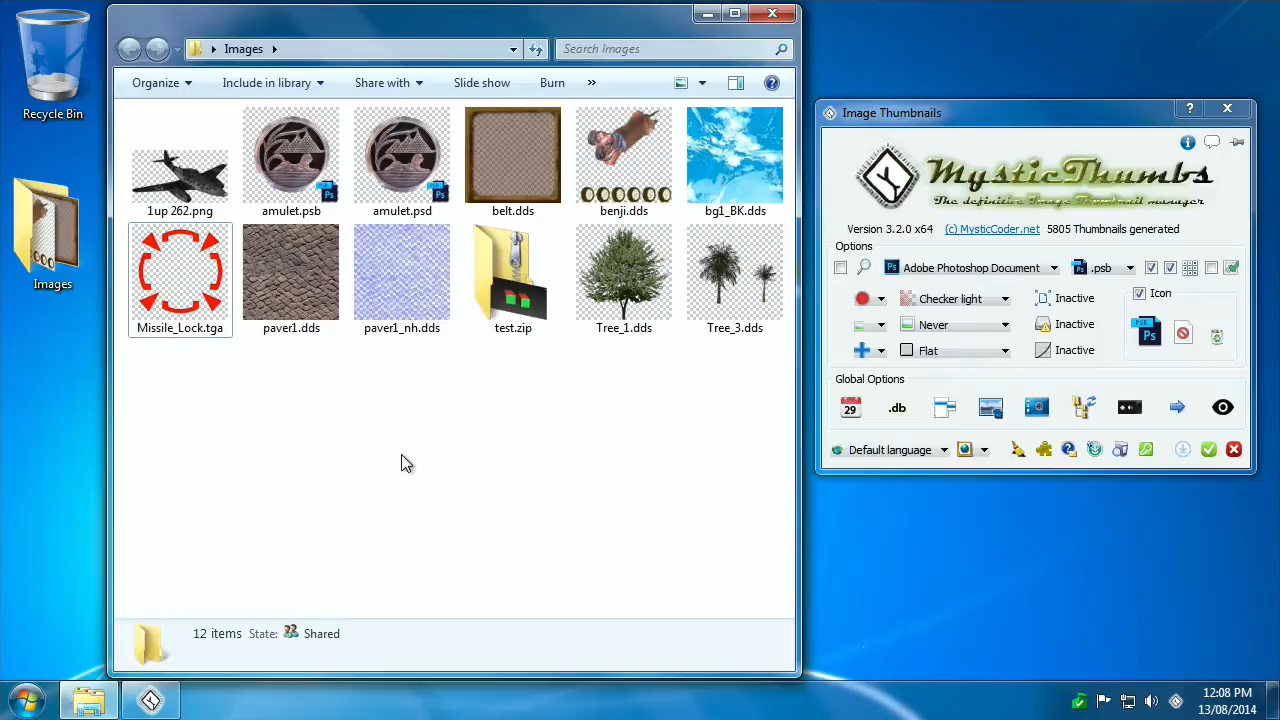 Recycle Bin
Images
Images
Search Images
Organize
Include in library
Share with
Slide show
Burn
»
1up 262.png
amulet.psb
amulet.psd
belt.dds
benji.dds
bg1_BK.dds
Missile_Lock.tga
paver1.dds
paver1_nh.dds
test.zip
Tree_1.dds
Tree_3.dds
12 items State: Shared
Image Thumbnails
MysticThumbs
The definitive Image Thumbnail manager
Version 3.2.0 x64 (c) MysticCoder.net 5805 Thumbnails generated
Options
Adobe Photoshop Document
.psb
Checker light
Inactive
Icon
Never
Inactive
Flat
Inactive
PSB
Ps
Global Options
29
.db
Default language
12:08 PM
13/08/2014